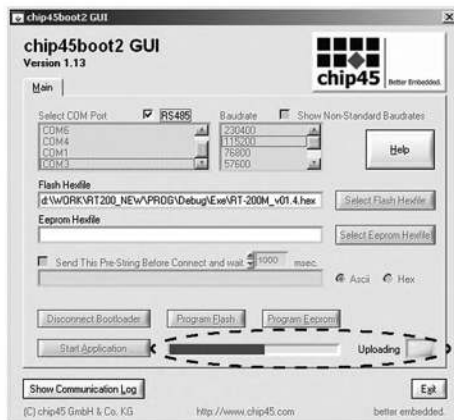 chip45boot2 GUI
chip45boot2 GUI
Version 1.13
chip45
Better Embedded.
Main
Select COM Port
RS485
Baudrate
Show Non-Standard Baudrates
COM6
COM4
COM1
COM3
230400
115200
76800
57600
Help
Flash Hexfile
d:\WORK\RT200_NEW\PROG\Debug\Exe\RT-200M_v01.4.hex
Select Flash Hexfile
Eeprom Hexfile
Select Eeprom Hexfile
Send This Pre-String Before Connect and wait
1000
msec.
Ascii
Hex
Disconnect Bootloader
Program Flash
Program Eeprom
Start Application
Uploading
Show Communication Log
Exit
(C) chip45 GmbH & Co. KG
http://www.chip45.com
better embedded.